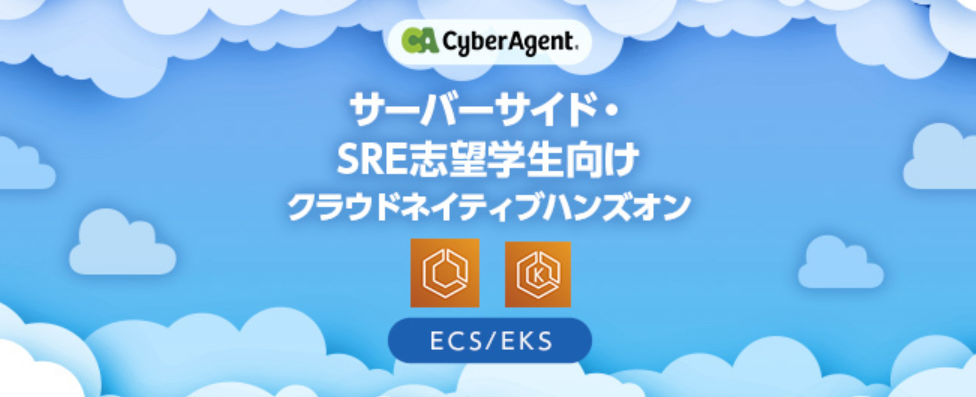 CyberAgent.
サーバーサイド・
SRE志望学生向け
クラウドネイティブハンズオン
K
ECS/EKS